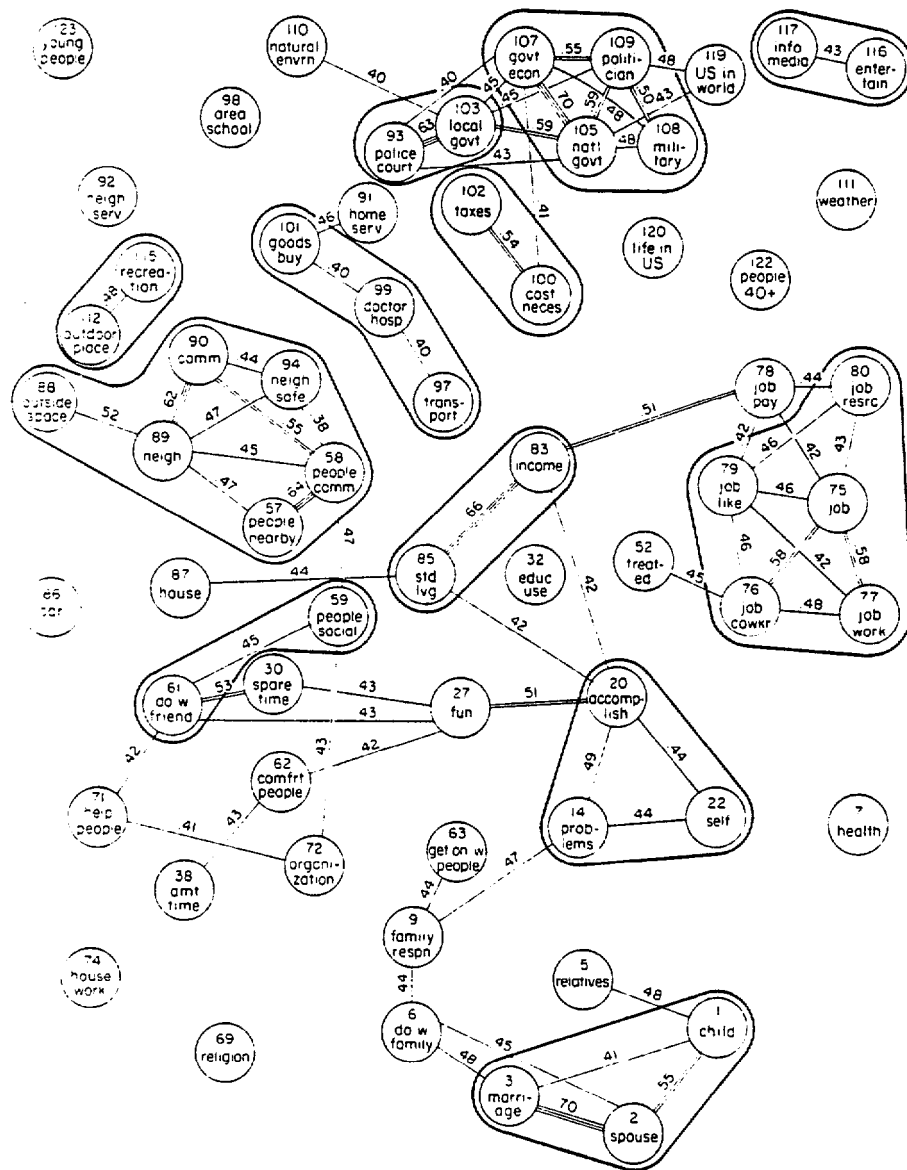 123
young
people
110
natural
envrn
107
govt
econ
55
109
politi-
cian
48
119
US in
world
117
info
media
43
116
enter-
tain
40
40
45
45
70
59
48
50
43
98
area
school
103
local
govt
63
93
police
court
59
105
natl
govt
48
108
mili-
tary
43
92
neigh
serv
91
home
serv
46
101
goods
buy
102
taxes
54
41
100
cost
neces
120
life in
US
111
weather
122
people
40+
115
recrea-
tion
48
112
outdoor
place
40
99
doctor
hosp
40
97
trans-
port
90
comm
44
94
neigh
safe
88
outside
space
52
62
47
55
38
89
neigh
45
58
people
comm
47
64
57
people
nearby
47
78
job
pay
44
80
job
resrc
51
42
46
42
43
83
income
79
job
like
46
75
job
66
46
58
42
58
85
std
lvg
32
educ
use
42
52
treat-
ed
45
76
job
cowkr
48
77
job
work
86
car
87
house
44
42
59
people
social
45
61
do w
friend
53
30
spare
time
43
43
27
fun
51
20
accomp-
lish
42
42
43
49
44
62
comfrt
people
71
help
people
43
41
72
organi-
zation
38
amt
time
14
prob-
lems
44
22
self
7
health
63
get on w
people
47
44
9
family
respn
74
house
work
44
5
relatives
48
1
child
6
do w
family
45
48
41
55
69
religion
3
marri-
age
70
2
spouse